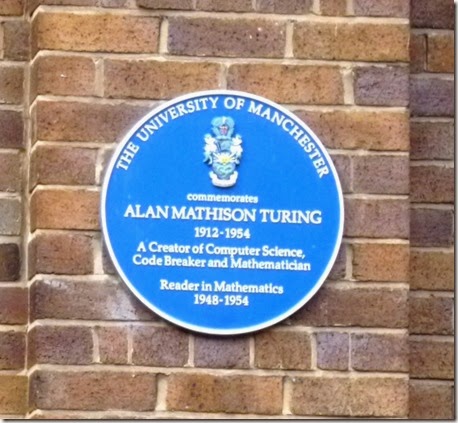 THE UNIVERSITY OF MANCHESTER
commemorates
ALAN MATHISON TURING
1912-1954
A Creator of Computer Science,
Code Breaker and Mathematician
Reader in Mathematics
1948-1954